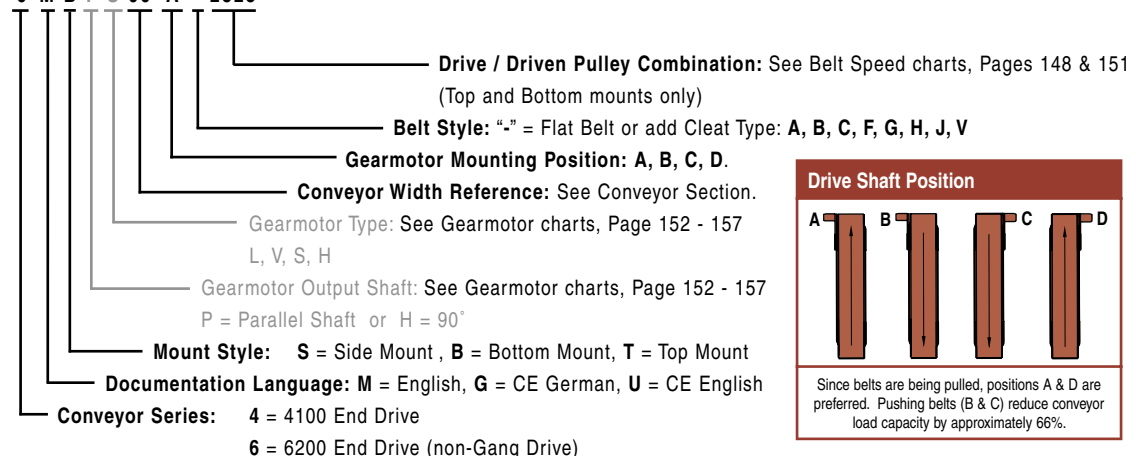 Drive / Driven Pulley Combination: See Belt Speed charts, Pages 148 & 151
(Top and Bottom mounts only)
Belt Style: “-” = Flat Belt or add Cleat Type: A, B, C, F, G, H, J, V
Gearmotor Mounting Position: A, B, C, D.
Conveyor Width Reference: See Conveyor Section.
Gearmotor Type: See Gearmotor charts, Page 152 - 157
L, V, S, H
Gearmotor Output Shaft: See Gearmotor charts, Page 152 - 157
P = Parallel Shaft or H = 90˚
Mount Style: S = Side Mount , B = Bottom Mount, T = Top Mount
Documentation Language: M = English, G = CE German, U = CE English
Conveyor Series: 4 = 4100 End Drive
6 = 6200 End Drive (non-Gang Drive)
Drive Shaft Position
A B C D
Since belts are being pulled, positions A & D are
preferred. Pushing belts (B & C) reduce conveyor
load capacity by approximately 66%.